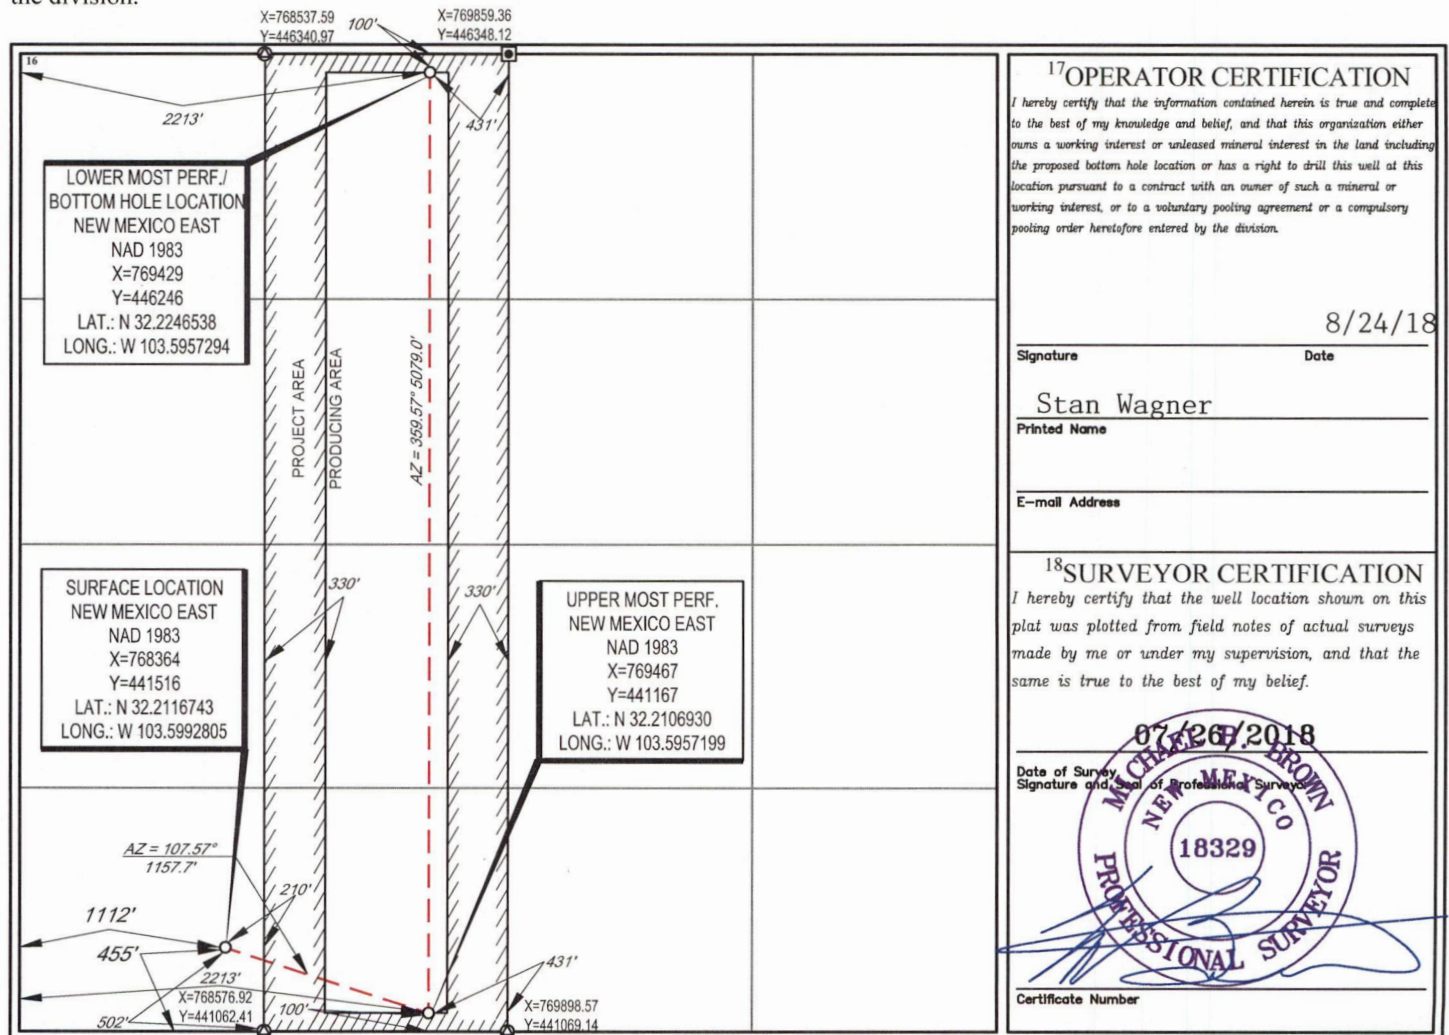 the division.
X=768537.59
Y=446340.97
100'
X=769859.36
Y=446348.12
16
2213'
431'
LOWER MOST PERF./
BOTTOM HOLE LOCATION
NEW MEXICO EAST
NAD 1983
X=769429
Y=446246
LAT.: N 32.2246538
LONG.: W 103.5957294
PROJECT AREA
PRODUCING AREA
AZ = 359.57° 5079.0'
330'
330'
SURFACE LOCATION
NEW MEXICO EAST
NAD 1983
X=768364
Y=441516
LAT.: N 32.2116743
LONG.: W 103.5992805
UPPER MOST PERF.
NEW MEXICO EAST
NAD 1983
X=769467
Y=441167
LAT.: N 32.2106930
LONG.: W 103.5957199
AZ = 107.57°
1157.7'
210'
1112'
455'
2213'
X=768576.92
Y=441062.41
502'
100'
431'
X=769898.57
Y=441069.14
17 OPERATOR CERTIFICATION
I hereby certify that the information contained herein is true and complete
to the best of my knowledge and belief, and that this organization either
owns a working interest or unleased mineral interest in the land including
the proposed bottom hole location or has a right to drill this well at this
location pursuant to a contract with an owner of such a mineral or
working interest, or to a voluntary pooling agreement or a compulsory
pooling order heretofore entered by the division.
8/24/18
Signature Date
Stan Wagner
Printed Name
E-mail Address
18 SURVEYOR CERTIFICATION
I hereby certify that the well location shown on this
plat was plotted from field notes of actual surveys
made by me or under my supervision, and that the
same is true to the best of my belief.
07/26/2018
Date of Survey
Signature and Seal of Professional Surveyor
MICHAEL B. BROWN
NEW MEXICO
18329
PROFESSIONAL SURVEYOR
Certificate Number